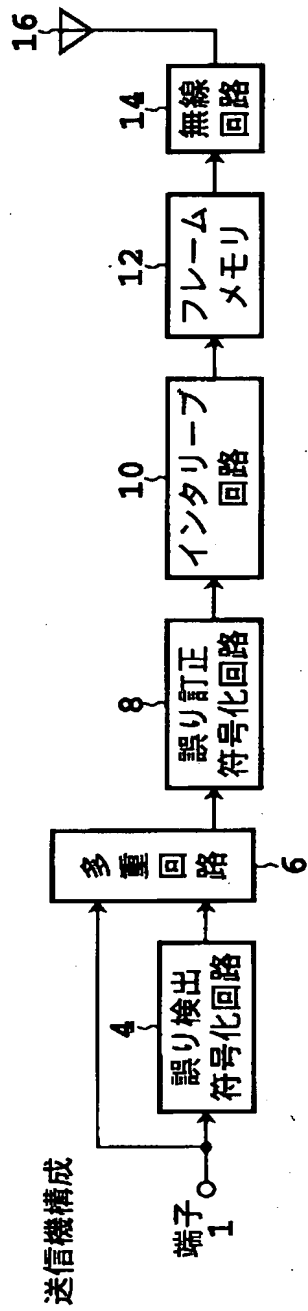 送信機構成
端子
1
4
誤り検出
符号化回路
多重回路
6
8
誤り訂正
符号化回路
10
インタリーブ
回路
12
フレーム
メモリ
14
無線
回路
16